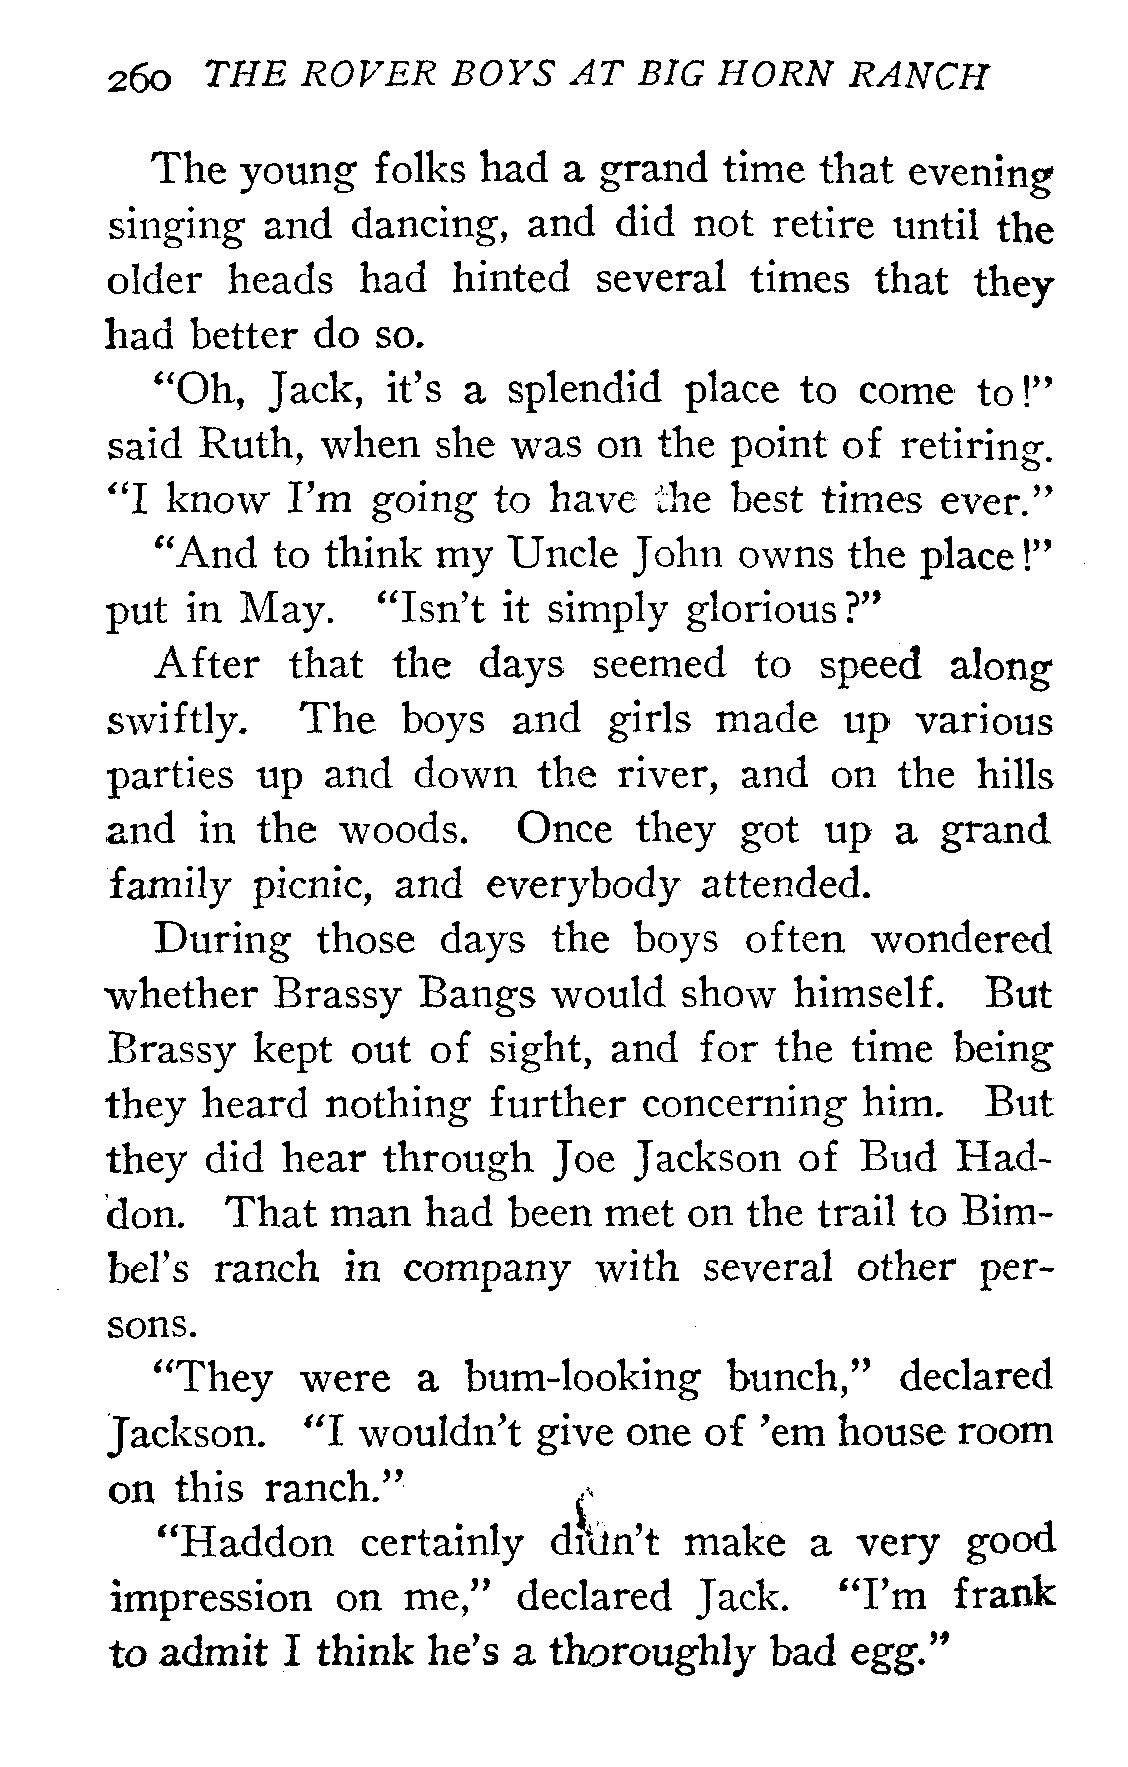 260 THE ROVER BOYS AT BIG HORN RANCH
The young folks had a grand time that evening
singing and dancing, and did not retire until the
older heads had hinted several times that they
had better do so.
“Oh, Jack, it’s a splendid place to come to!”
said Ruth, when she was on the point of retiring.
“I know I’m going to have the best times ever.”
“And to think my Uncle John owns the place!”
put in May. “Isn’t it simply glorious?”
After that the days seemed to speed along
swiftly. The boys and girls made up various
parties up and down the river, and on the hills
and in the woods. Once they got up a grand
family picnic, and everybody attended.
During those days the boys often wondered
whether Brassy Bangs would show himself. But
Brassy kept out of sight, and for the time being
they heard nothing further concerning him. But
they did hear through Joe Jackson of Bud Had-
don. That man had been met on the trail to Bim-
bel’s ranch in company with several other per-
sons.
“They were a bum-looking bunch,” declared
Jackson. “I wouldn’t give one of ’em house room
on this ranch.”
“Haddon certainly didn’t make a very good
impression on me,” declared Jack. “I’m frank
to admit I think he’s a thoroughly bad egg.”